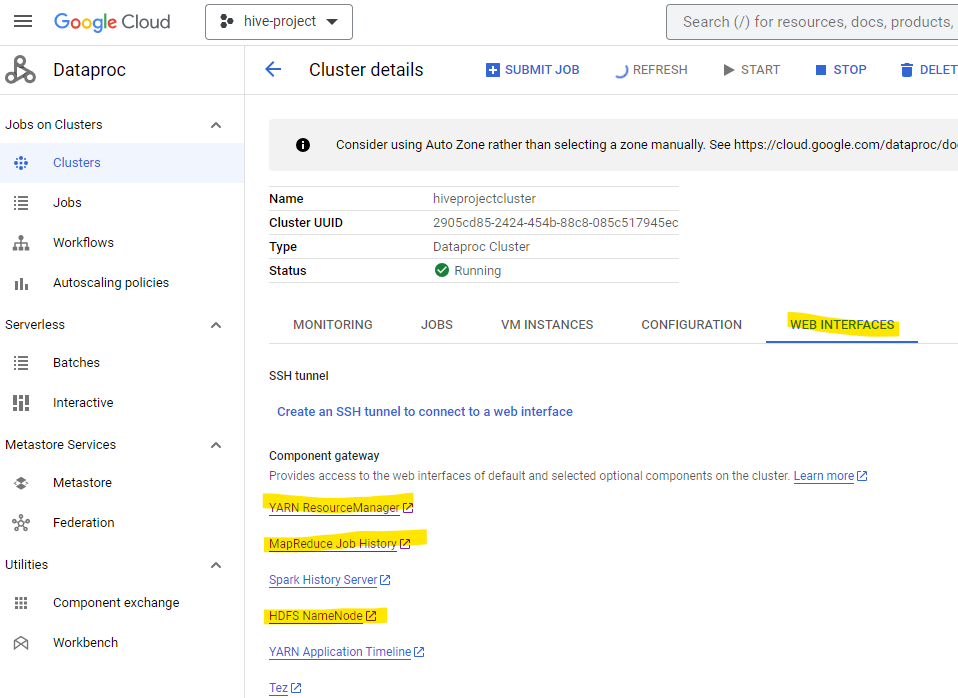 Google Cloud
hive-project
Search (/) for resources, docs, products,
Dataproc
Cluster details
SUBMIT JOB
REFRESH
START
STOP
DELET
Jobs on Clusters
Clusters
Jobs
Workflows
Autoscaling policies
Serverless
Batches
Interactive
Metastore Services
Metastore
Federation
Utilities
Component exchange
Workbench
Consider using Auto Zone rather than selecting a zone manually. See https://cloud.google.com/dataproc/do
Name hiveprojectcluster
Cluster UUID 2905cd85-2424-454b-88c8-085c517945ec
Type Dataproc Cluster
Status Running
MONITORING JOBS VM INSTANCES CONFIGURATION WEB INTERFACES
SSH tunnel
Create an SSH tunnel to connect to a web interface
Component gateway
Provides access to the web interfaces of default and selected optional components on the cluster. Learn more
YARN ResourceManager
MapReduce Job History
Spark History Server
HDFS NameNode
YARN Application Timeline
Tez